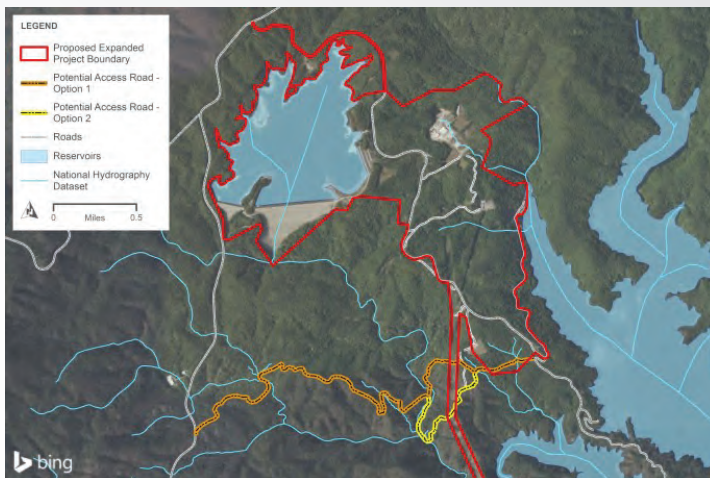 LEGEND
Proposed Expanded
Project Boundary
Potential Access Road -
Option 1
Potential Access Road -
Option 2
Roads
Reservoirs
National Hydrography
Dataset
0 0.5
Miles
bing